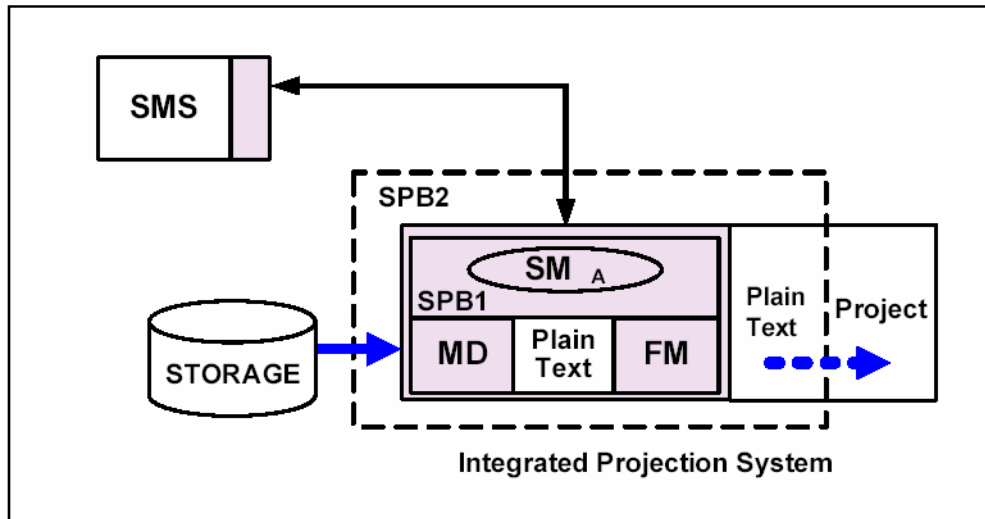 SMS
SPB2
SM A
SPB1
MD
Plain
Text
FM
Plain
Text
Project
STORAGE
Integrated Projection System